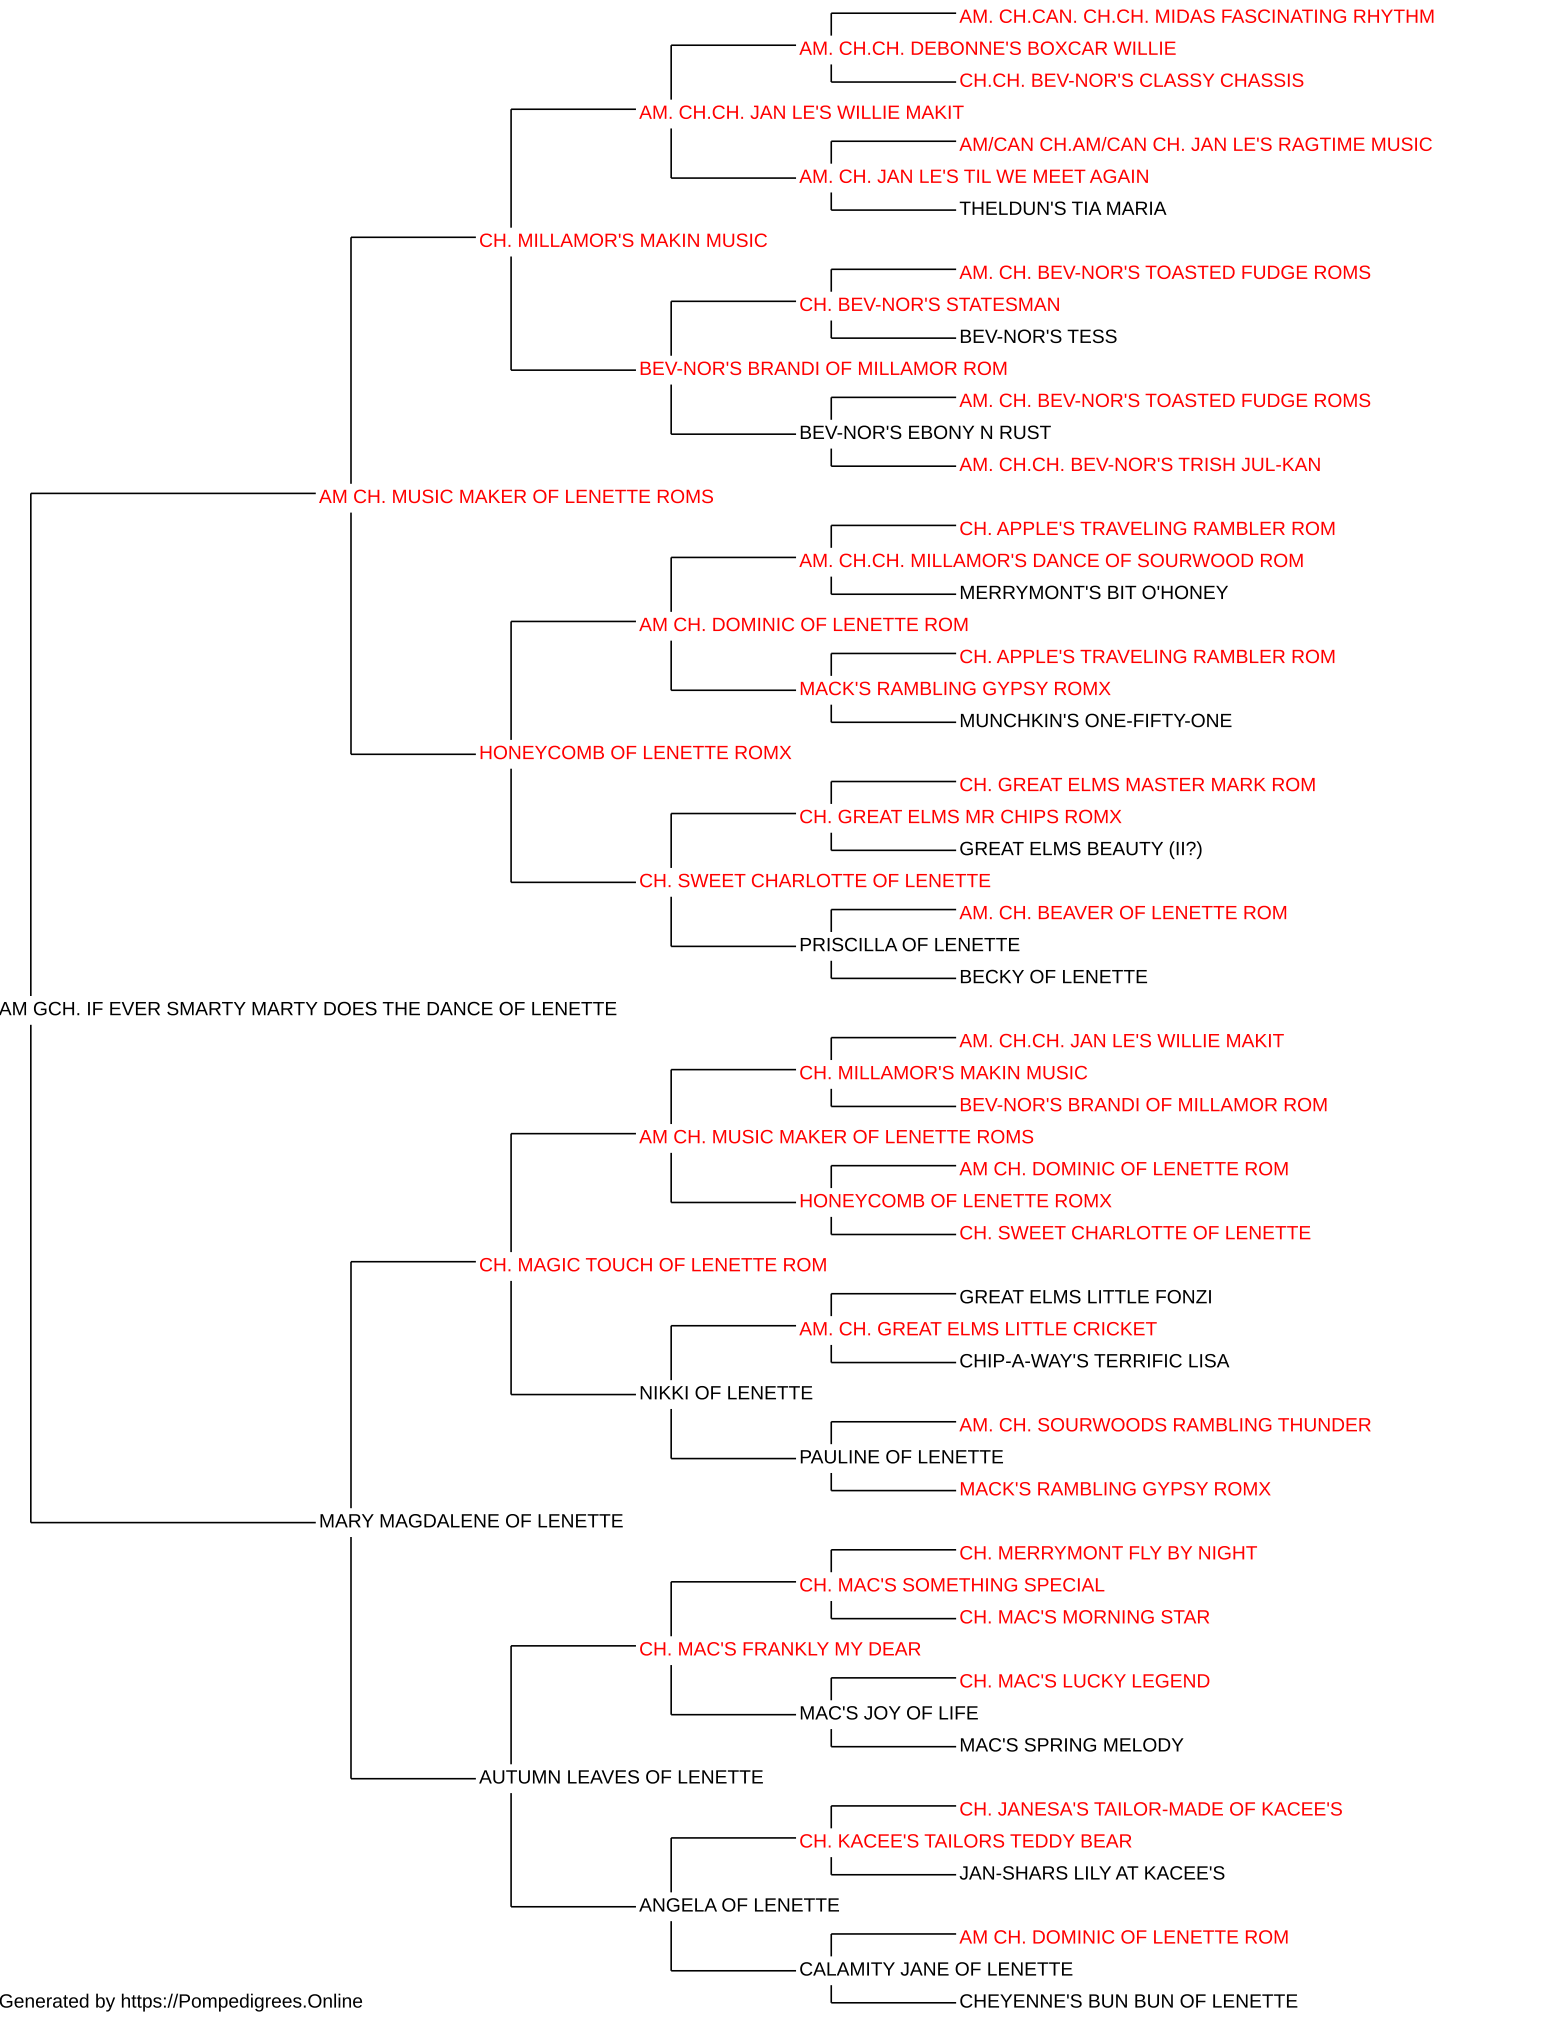 AM. CH.CAN. CH.CH. MIDAS FASCINATING RHYTHM
AM. CH.CH. DEBONNE'S BOXCAR WILLIE
CH.CH. BEV-NOR'S CLASSY CHASSIS
AM. CH.CH. JAN LE'S WILLIE MAKIT
AM/CAN CH.AM/CAN CH. JAN LE'S RAGTIME MUSIC
AM. CH. JAN LE'S TIL WE MEET AGAIN
THELDUN'S TIA MARIA
CH. MILLAMOR'S MAKIN MUSIC
AM. CH. BEV-NOR'S TOASTED FUDGE ROMS
CH. BEV-NOR'S STATESMAN
BEV-NOR'S TESS
BEV-NOR'S BRANDI OF MILLAMOR ROM
AM. CH. BEV-NOR'S TOASTED FUDGE ROMS
BEV-NOR'S EBONY N RUST
AM. CH.CH. BEV-NOR'S TRISH JUL-KAN
AM CH. MUSIC MAKER OF LENETTE ROMS
CH. APPLE'S TRAVELING RAMBLER ROM
AM. CH.CH. MILLAMOR'S DANCE OF SOURWOOD ROM
MERRYMONT'S BIT O'HONEY
AM CH. DOMINIC OF LENETTE ROM
CH. APPLE'S TRAVELING RAMBLER ROM
MACK'S RAMBLING GYPSY ROMX
MUNCHKIN'S ONE-FIFTY-ONE
HONEYCOMB OF LENETTE ROMX
CH. GREAT ELMS MASTER MARK ROM
CH. GREAT ELMS MR CHIPS ROMX
GREAT ELMS BEAUTY (II?)
CH. SWEET CHARLOTTE OF LENETTE
AM. CH. BEAVER OF LENETTE ROM
PRISCILLA OF LENETTE
BECKY OF LENETTE
AM GCH. IF EVER SMARTY MARTY DOES THE DANCE OF LENETTE
AM. CH.CH. JAN LE'S WILLIE MAKIT
CH. MILLAMOR'S MAKIN MUSIC
BEV-NOR'S BRANDI OF MILLAMOR ROM
AM CH. MUSIC MAKER OF LENETTE ROMS
AM CH. DOMINIC OF LENETTE ROM
HONEYCOMB OF LENETTE ROMX
CH. SWEET CHARLOTTE OF LENETTE
CH. MAGIC TOUCH OF LENETTE ROM
GREAT ELMS LITTLE FONZI
AM. CH. GREAT ELMS LITTLE CRICKET
CHIP-A-WAY'S TERRIFIC LISA
NIKKI OF LENETTE
AM. CH. SOURWOODS RAMBLING THUNDER
PAULINE OF LENETTE
MACK'S RAMBLING GYPSY ROMX
MARY MAGDALENE OF LENETTE
CH. MERRYMONT FLY BY NIGHT
CH. MAC'S SOMETHING SPECIAL
CH. MAC'S MORNING STAR
CH. MAC'S FRANKLY MY DEAR
CH. MAC'S LUCKY LEGEND
MAC'S JOY OF LIFE
MAC'S SPRING MELODY
AUTUMN LEAVES OF LENETTE
CH. JANESA'S TAILOR-MADE OF KACEE'S
CH. KACEE'S TAILORS TEDDY BEAR
JAN-SHARS LILY AT KACEE'S
ANGELA OF LENETTE
AM CH. DOMINIC OF LENETTE ROM
CALAMITY JANE OF LENETTE
CHEYENNE'S BUN BUN OF LENETTE
Generated by https://Pompedigrees.Online